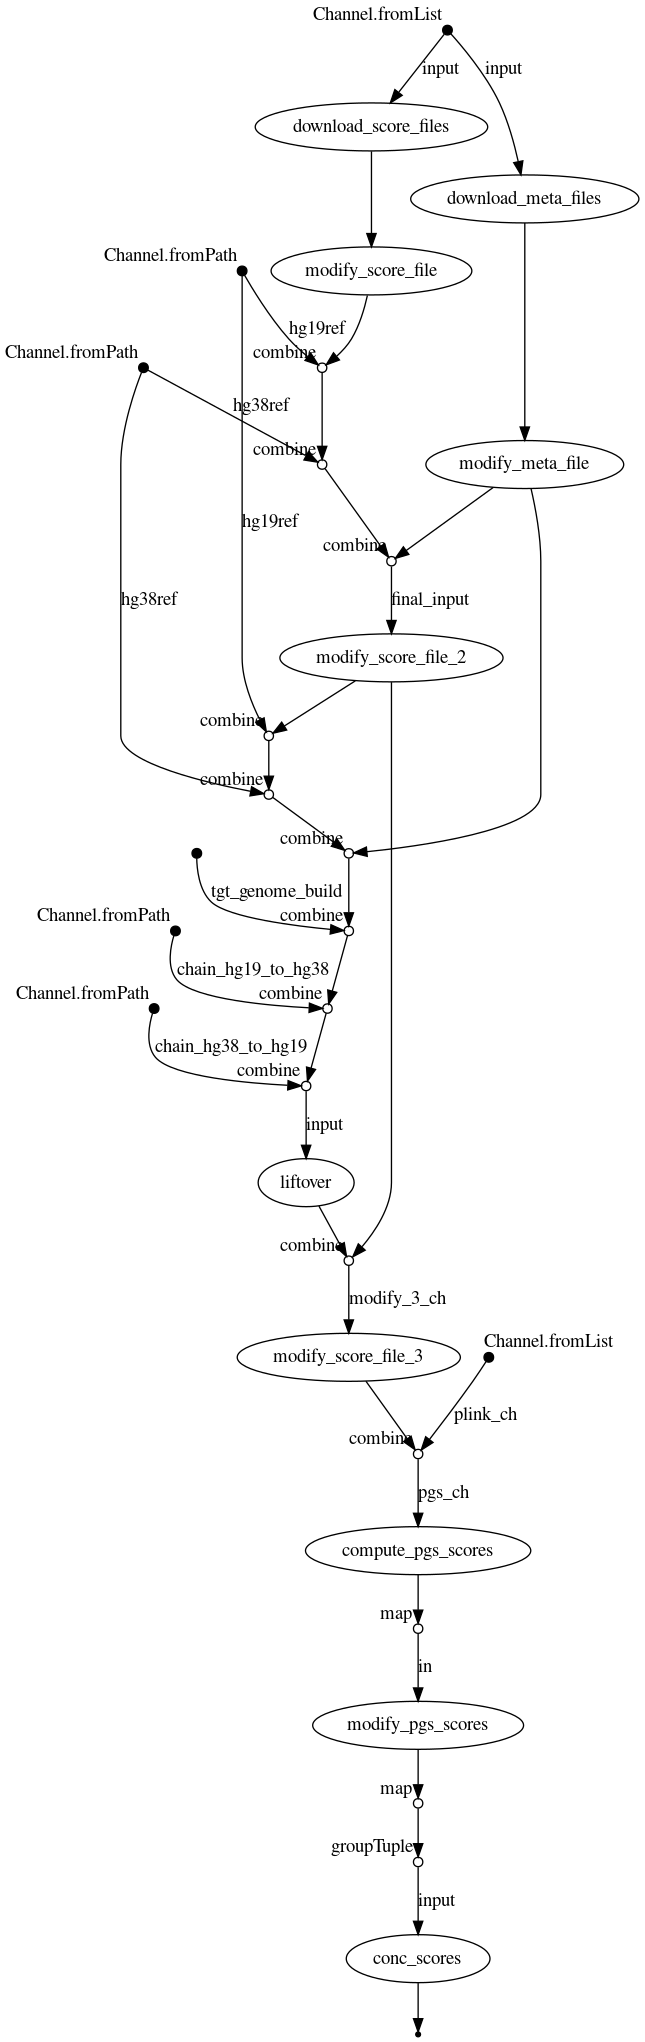 Channel.fromList
input
input
download_score_files
download_meta_files
Channel.fromPath
modify_score_file
hg19ref
Channel.fromPath
combine
hg38ref
combine
modify_meta_file
hg19ref
combine
hg38ref
final_input
modify_score_file_2
combine
combine
combine
tgt_genome_build
Channel.fromPath
combine
chain_hg19_to_hg38
Channel.fromPath
combine
chain_hg38_to_hg19
combine
input
liftover
combine
modify_3_ch
Channel.fromList
modify_score_file_3
plink_ch
combine
pgs_ch
compute_pgs_scores
map
in
modify_pgs_scores
map
groupTuple
input
conc_scores